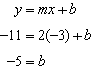 y = mx + b
-11 = 2(-3) + b
-5 = b